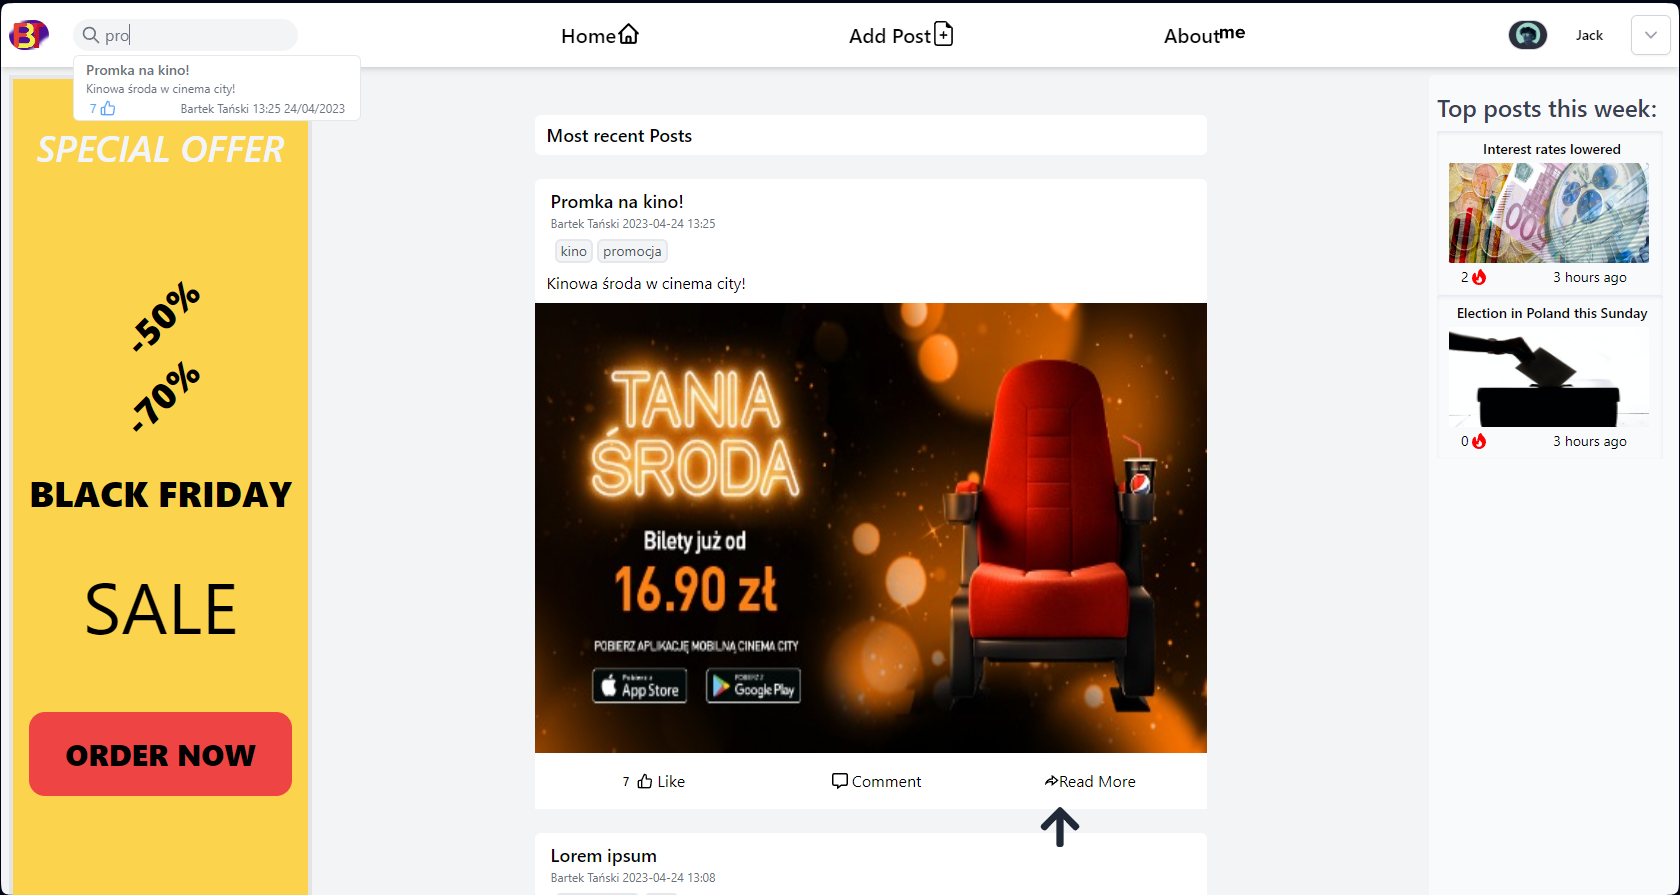 B
pro
Home
Add Post
About me
Jack
Promka na kino!
Kinowa środa w cinema city!
7
Bartek Tański 13:25 24/04/2023
SPECIAL OFFER
-50%
-70%
BLACK FRIDAY
SALE
ORDER NOW
Most recent Posts
Promka na kino!
Bartek Tański 2023-04-24 13:25
kino
promocja
Kinowa środa w cinema city!
TANIA
ŚRODA
Bilety już od
16.90 zł
POBIERZ APLIKACJĘ MOBILNĄ CINEMA CITY
Pobierz z
App Store
POBIERZ Z
Google Play
7 Like
Comment
Read More
Lorem ipsum
Bartek Tański 2023-04-24 13:08
Top posts this week:
Interest rates lowered
2
3 hours ago
Election in Poland this Sunday
0
3 hours ago